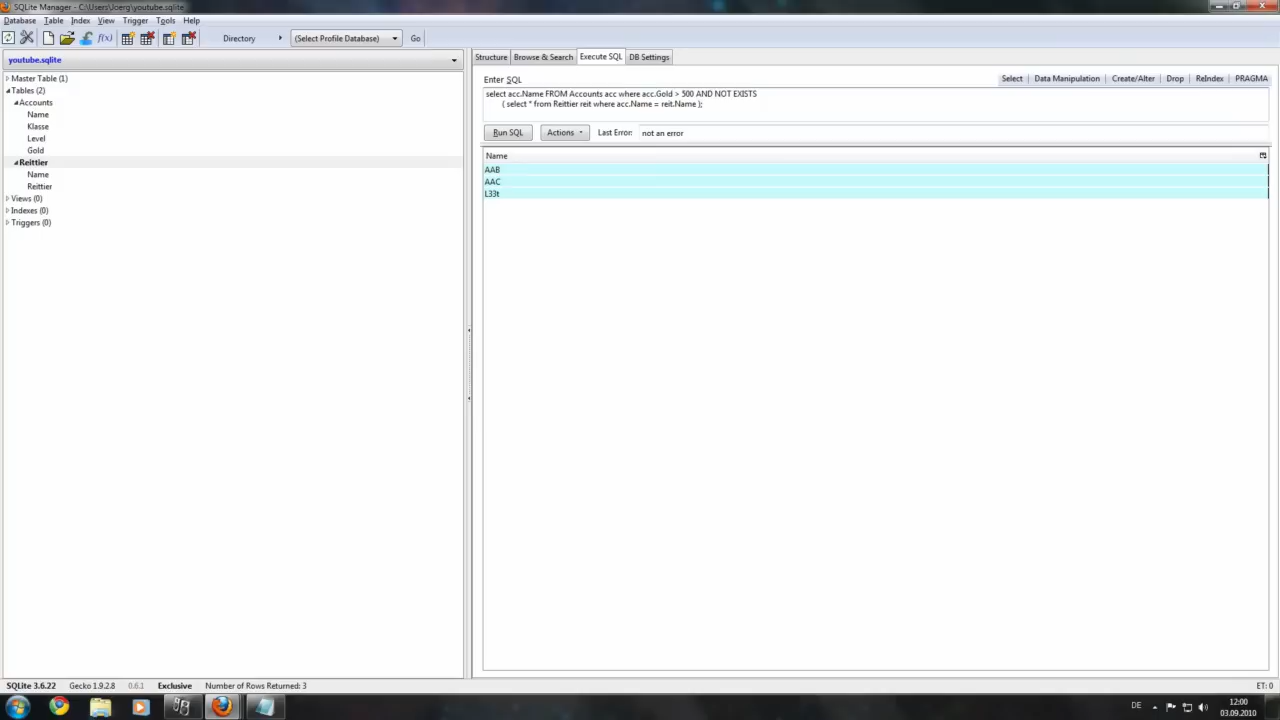 SQLite Manager - C:\Users\Joerg\youtube.sqlite
Database Table Index View Trigger Tools Help
f(x) Directory (Select Profile Database) Go
youtube.sqlite
Master Table (1)
Tables (2)
Accounts
Name
Klasse
Level
Gold
Reittier
Name
Reittier
Views (0)
Indexes (0)
Triggers (0)
Structure Browse & Search Execute SQL DB Settings
Enter SQL Select Data Manipulation Create/Alter Drop ReIndex PRAGMA
select acc.Name FROM Accounts acc where acc.Gold > 500 AND NOT EXISTS
( select * from Reittier reit where acc.Name = reit.Name );
Run SQL Actions Last Error: not an error
Name
AAB
AAC
L33t
SQLite 3.6.22 Gecko 1.9.2.8 0.6.1 Exclusive Number of Rows Returned: 3 ET: 0
DE 12:00
03.09.2010